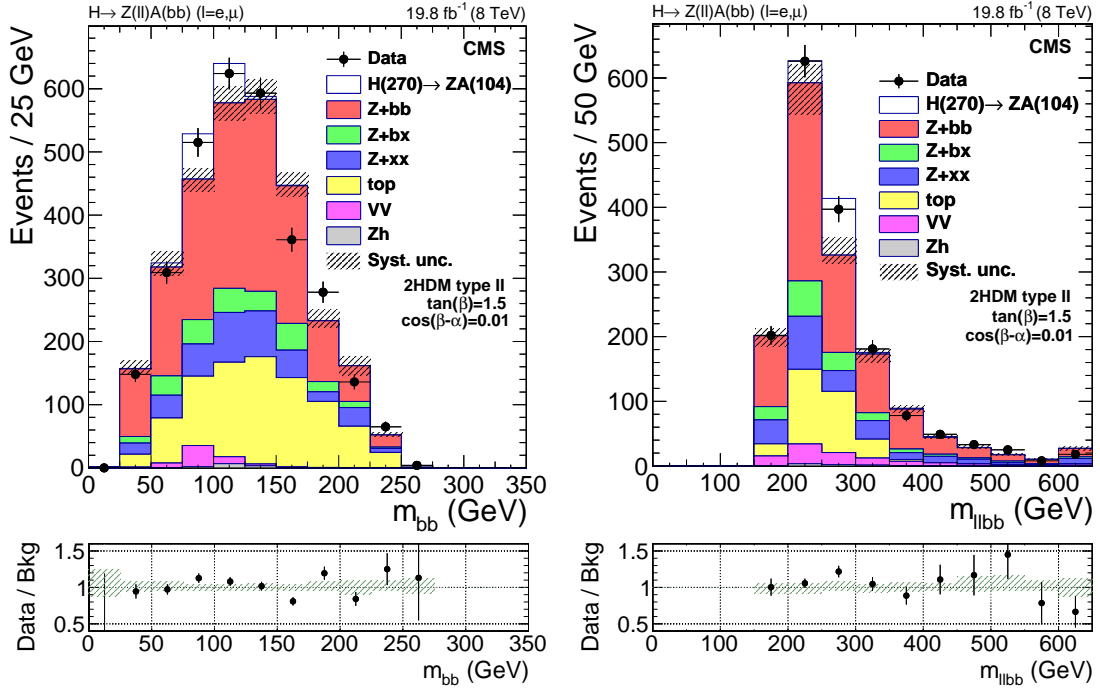 H→ Z(ll)A(bb) (l=e,μ) 19.8 fb⁻¹ (8 TeV)
CMS
Data
H(270)→ ZA(104)
Z+bb
Z+bx
Z+xx
top
VV
Zh
Syst. unc.
2HDM type II
tan(β)=1.5
cos(β-α)=0.01
Events / 25 GeV
600
500
400
300
200
100
0
0 50 100 150 200 250 300 350
m_bb (GeV)
Data / Bkg
1.5
1
0.5
0 50 100 150 200 250 300 350
m_bb (GeV)
H→ Z(ll)A(bb) (l=e,μ) 19.8 fb⁻¹ (8 TeV)
CMS
Data
H(270)→ ZA(104)
Z+bb
Z+bx
Z+xx
top
VV
Zh
Syst. unc.
2HDM type II
tan(β)=1.5
cos(β-α)=0.01
Events / 50 GeV
600
500
400
300
200
100
0
0 100 200 300 400 500 600
m_llbb (GeV)
Data / Bkg
1.5
1
0.5
0 100 200 300 400 500 600
m_llbb (GeV)